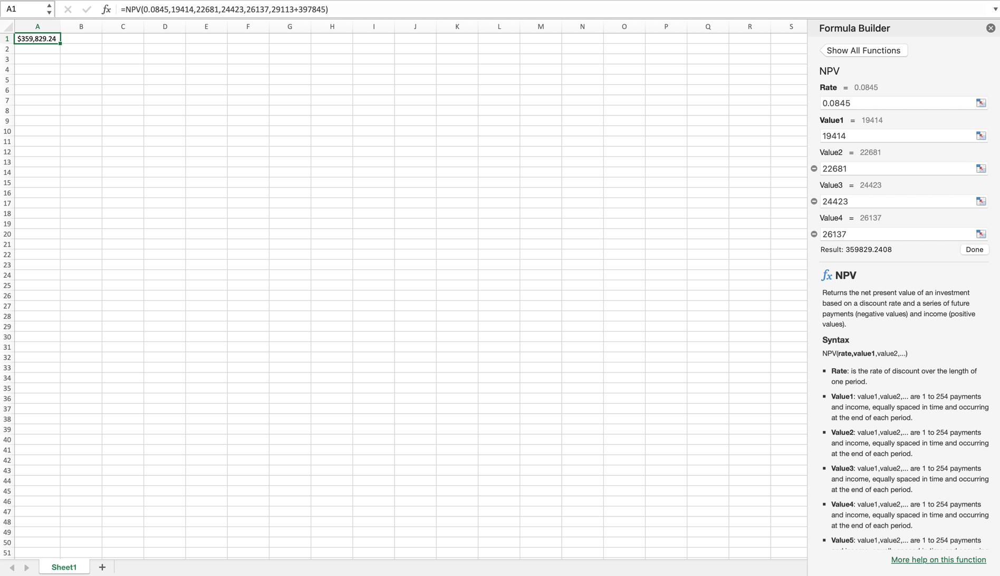 A1
fx =NPV(0.0845,19414,22681,24423,26137,29113+397845)
A B C D E F G H I J K L M N O P Q R S
1 $359,829.24
2
3
4
5
6
7
8
9
10
11
12
13
14
15
16
17
18
19
20
21
22
23
24
25
26
27
28
29
30
31
32
33
34
35
36
37
38
39
40
41
42
43
44
45
46
47
48
49
50
51
Sheet1 +
Formula Builder
Show All Functions
NPV
Rate = 0.0845
0.0845
Value1 = 19414
19414
Value2 = 22681
22681
Value3 = 24423
24423
Value4 = 26137
26137
Result: 359829.2408 Done
fx NPV
Returns the net present value of an investment
based on a discount rate and a series of future
payments (negative values) and income (positive
values).
Syntax
NPV(rate,value1,value2,...)
▪ Rate: is the rate of discount over the length of
one period.
▪ Value1: value1,value2,... are 1 to 254 payments
and income, equally spaced in time and occurring
at the end of each period.
▪ Value2: value1,value2,... are 1 to 254 payments
and income, equally spaced in time and occurring
at the end of each period.
▪ Value3: value1,value2,... are 1 to 254 payments
and income, equally spaced in time and occurring
at the end of each period.
▪ Value4: value1,value2,... are 1 to 254 payments
and income, equally spaced in time and occurring
at the end of each period.
▪ Value5: value1,value2,... are 1 to 254 payments
More help on this function